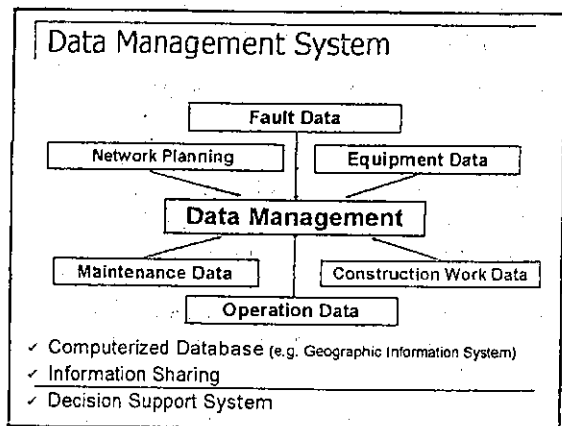 Data Management System
Fault Data
Network Planning
Equipment Data
Data Management
Maintenance Data
Construction Work Data
Operation Data
✓ Computerized Database (e.g. Geographic Information System)
✓ Information Sharing
✓ Decision Support System